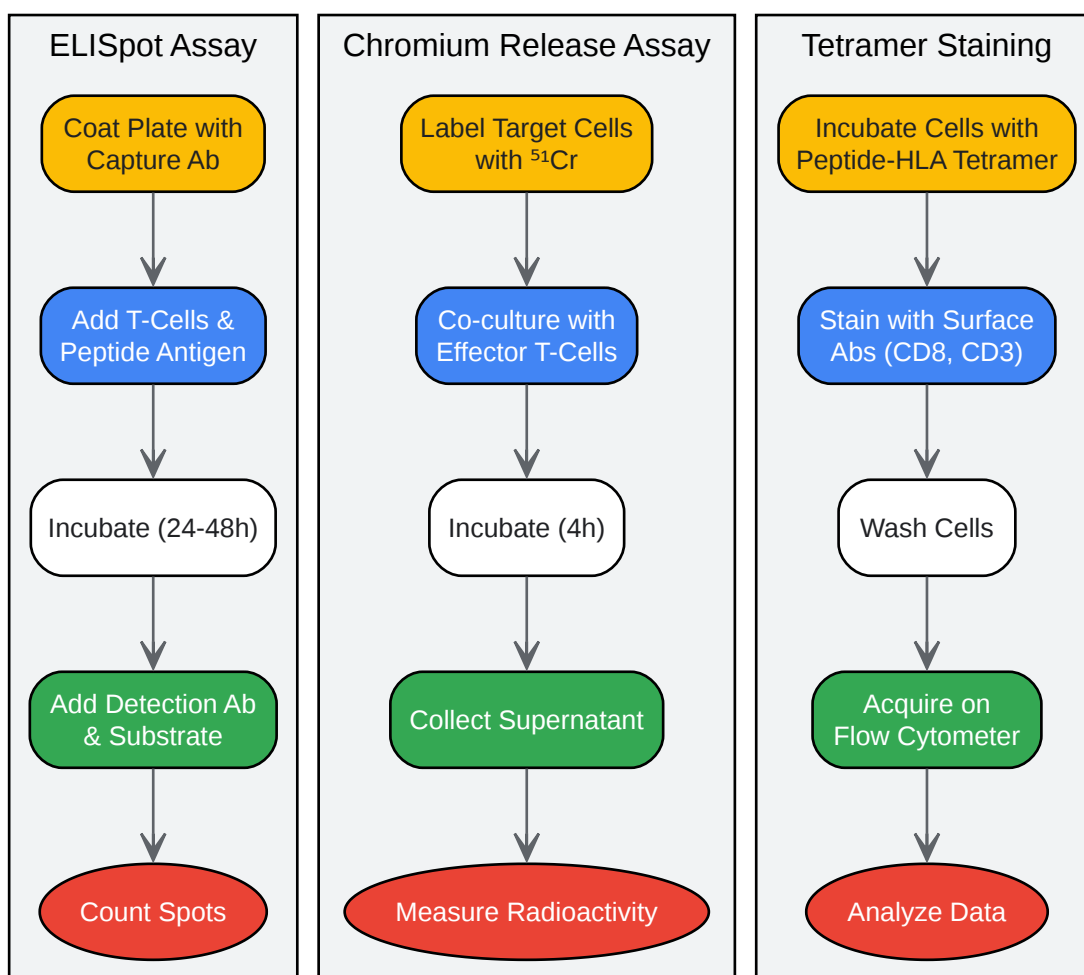 ELISpot Assay
Coat Plate with
Capture Ab
Add T-Cells &
Peptide Antigen
Incubate (24-48h)
Add Detection Ab
& Substrate
Count Spots
Chromium Release Assay
Label Target Cells
with ⁵¹Cr
Co-culture with
Effector T-Cells
Incubate (4h)
Collect Supernatant
Measure Radioactivity
Tetramer Staining
Incubate Cells with
Peptide-HLA Tetramer
Stain with Surface
Abs (CD8, CD3)
Wash Cells
Acquire on
Flow Cytometer
Analyze Data